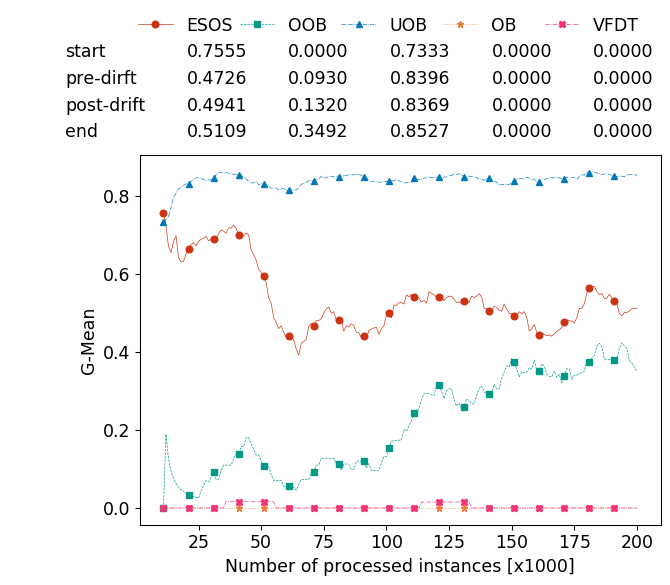 ESOS OOB UOB OB VFDT
start 0.7555 0.0000 0.7333 0.0000 0.0000
pre-dirft 0.4726 0.0930 0.8396 0.0000 0.0000
post-drift 0.4941 0.1320 0.8369 0.0000 0.0000
end 0.5109 0.3492 0.8527 0.0000 0.0000
0.8
0.6
0.4
0.2
0.0
G-Mean
25 50 75 100 125 150 175 200
Number of processed instances [x1000]